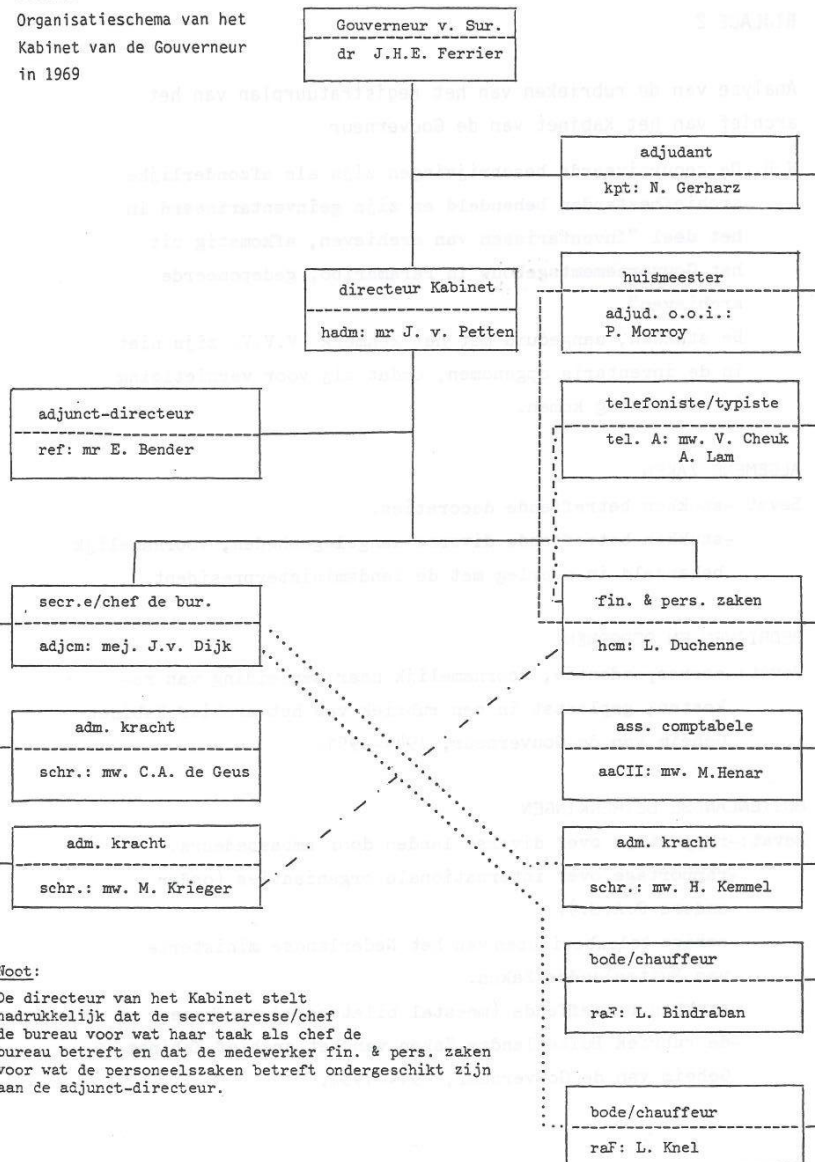 Organisatieschema van het
Kabinet van de Gouverneur
in 1969
Gouverneur v. Sur.
dr J.H.E. Ferrier
adjudant
kpt: N. Gerharz
directeur Kabinet
hadm: mr J. v. Petten
huismeester
adjud. o.o.i.:
P. Morroy
adjunct-directeur
ref: mr E. Bender
telefoniste/typiste
tel. A: mw. V. Cheuk
A. Lam
secr.e/chef de bur.
adjcm: mej. J.v. Dijk
fin. & pers. zaken
hcm: L. Duchenne
adm. kracht
schr.: mw. C.A. de Geus
ass. comptabele
aaCII: mw. M.Henar
adm. kracht
schr.: mw. M. Krieger
adm. kracht
schr.: mw. H. Kemmel
bode/chauffeur
raF: L. Bindraban
bode/chauffeur
raF: L. Knel
Noot:
De directeur van het Kabinet stelt
nadrukkelijk dat de secretaresse/chef
de bureau voor wat haar taak als chef de
bureau betreft en dat de medewerker fin. & pers. zaken
voor wat de personeelszaken betreft ondergeschikt zijn
aan de adjunct-directeur.